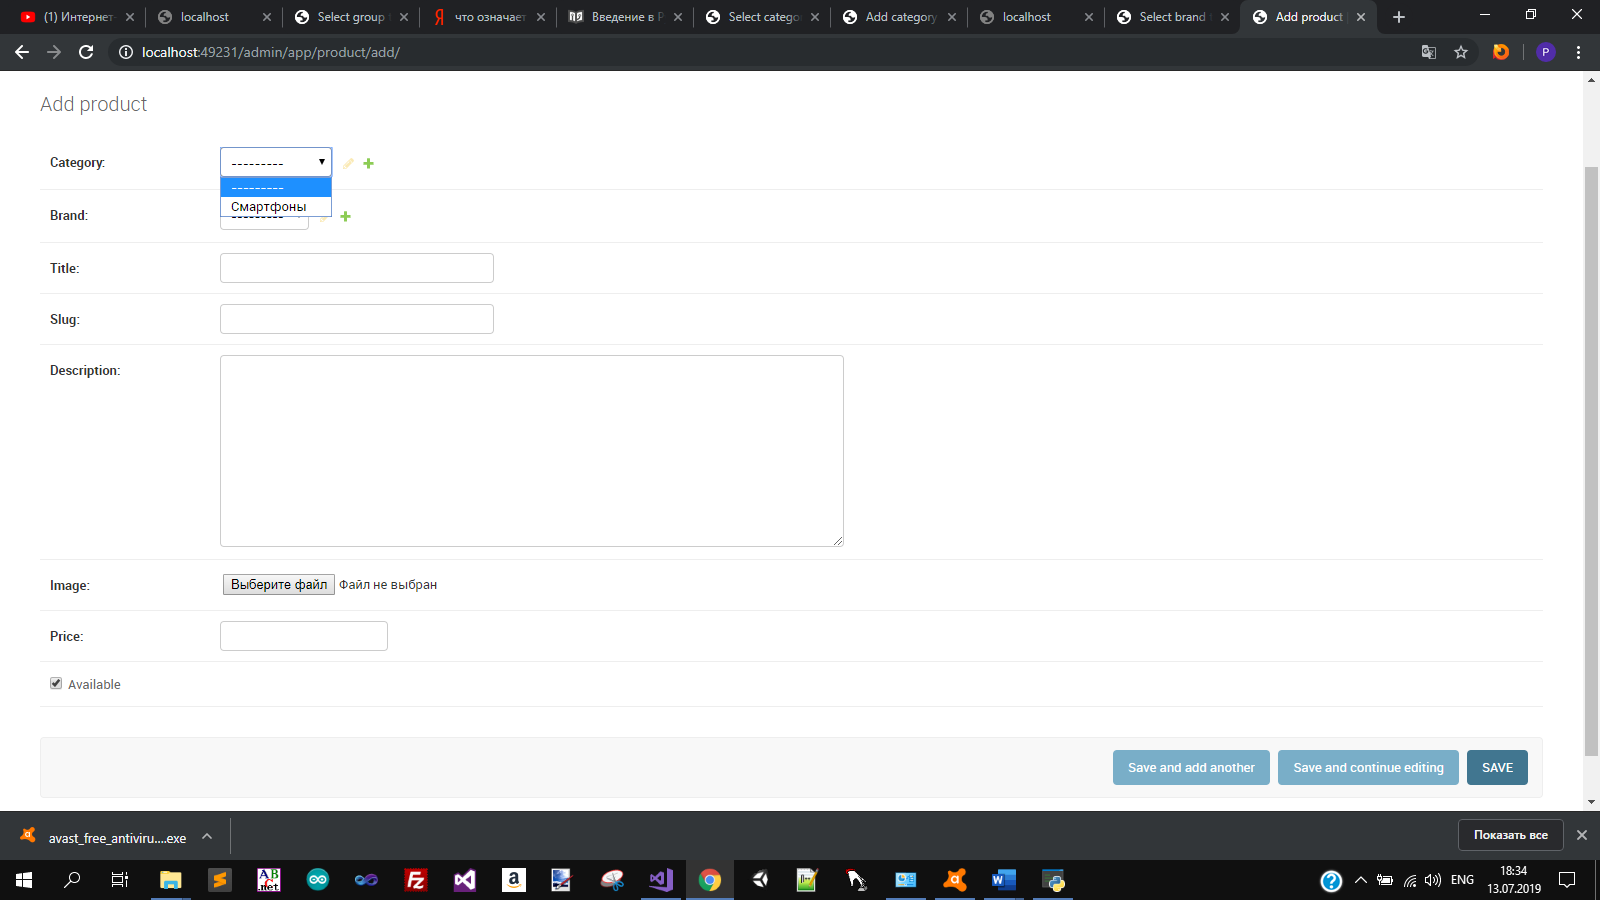 (1) Интернет-
localhost
Select group
что означает
Введение в P
Select catego
Add category
localhost
Select brand
Add product
localhost:49231/admin/app/product/add/
P
Add product
Category:
---------
---------
Смартфоны
Brand:
---------
Title:
Slug:
Description:
Image:
Выберите файл Файл не выбран
Price:
Available
Save and add another
Save and continue editing
SAVE
avast_free_antiviru....exe
Показать все
ABC
.net
Fz
a
W
ENG
18:34
13.07.2019